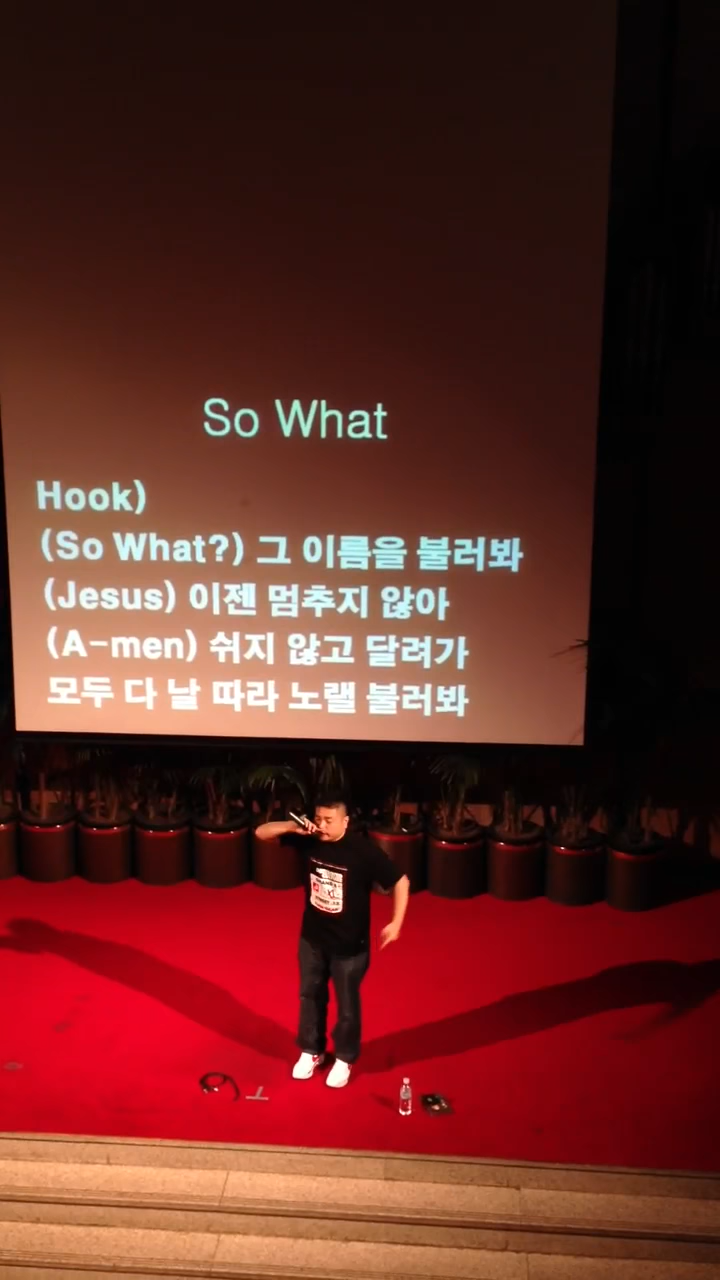 So What
Hook)
(So What?) 그 이름을 불러봐
(Jesus) 이젠 멈추지 않아
(A-men) 쉬지 않고 달려가
모두 다 날 따라 노랠 불러봐